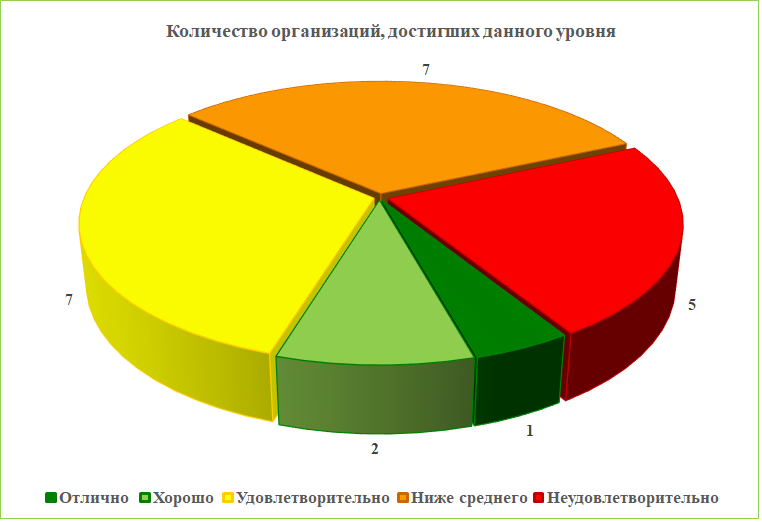 Количество организаций, достигших данного уровня
7
7
5
1
2
Отлично Хорошо Удовлетворительно Ниже среднего Неудовлетворительно